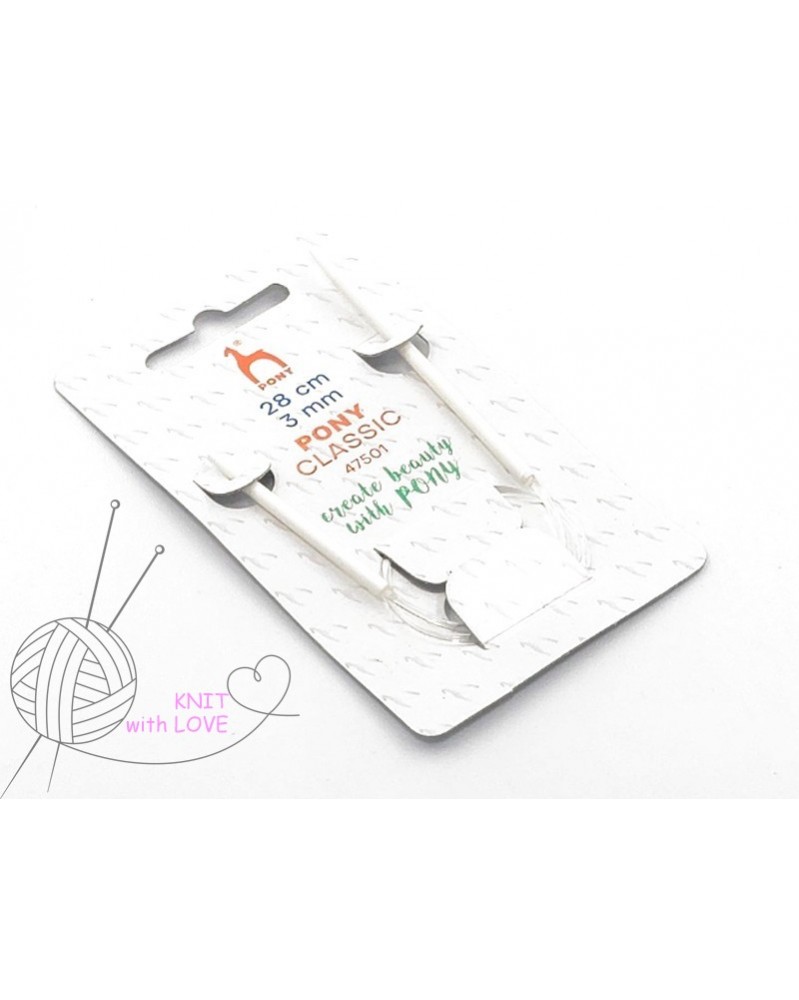 PONY
28 cm
3 mm
PONY
CLASSIC
47501
create beauty
with PONY
KNIT
with LOVE